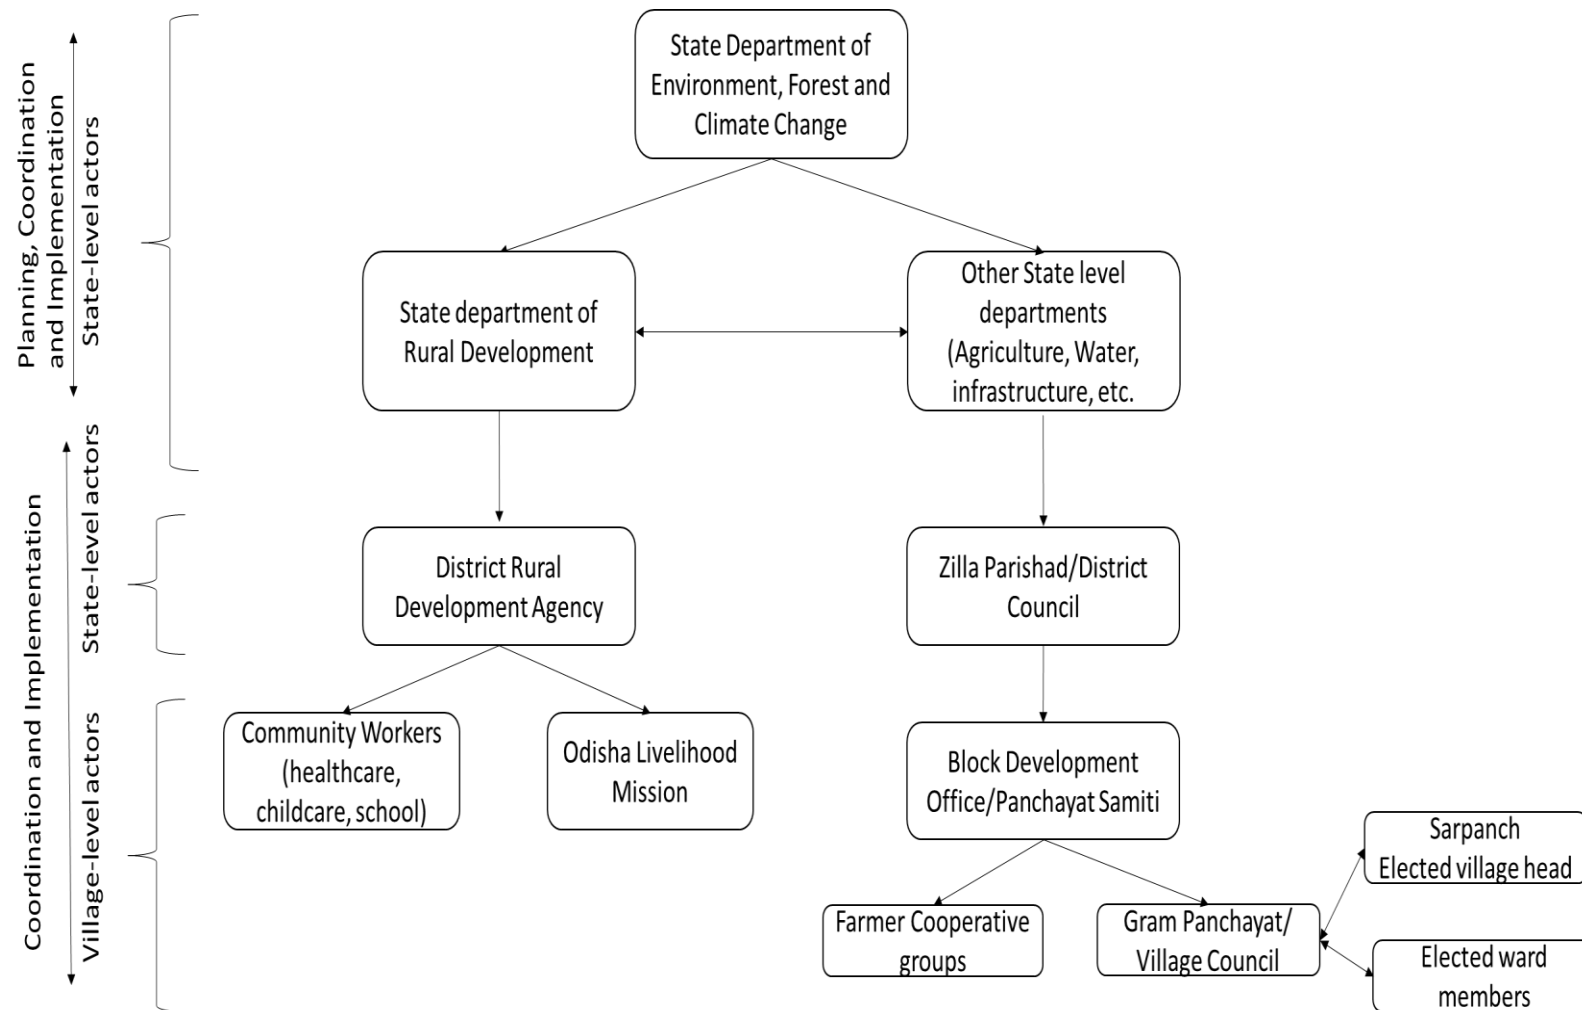 State Department of
Environment, Forest and
Climate Change
Planning, Coordination
and Implementation
State-level actors
State department of
Rural Development
Other State level
departments
(Agriculture, Water,
infrastructure, etc.
Coordination and Implementation
State-level actors
District Rural
Development Agency
Zilla Parishad/District
Council
Village-level actors
Community Workers
(healthcare,
childcare, school)
Odisha Livelihood
Mission
Block Development
Office/Panchayat Samiti
Farmer Cooperative
groups
Gram Panchayat/
Village Council
Sarpanch
Elected village head
Elected ward
members